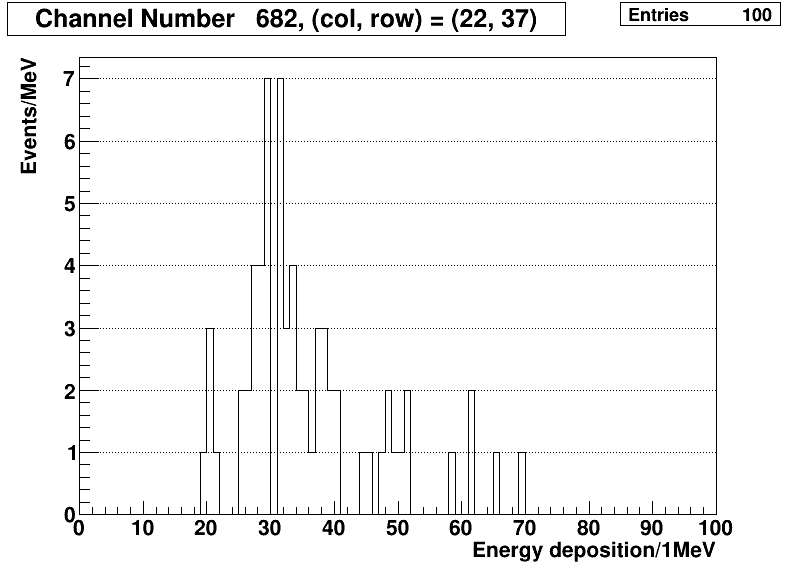 Channel Number 682, (col, row) = (22, 37)
Entries 100
Events/MeV
7
6
5
4
3
2
1
0
0 10 20 30 40 50 60 70 80 90 100
Energy deposition/1MeV